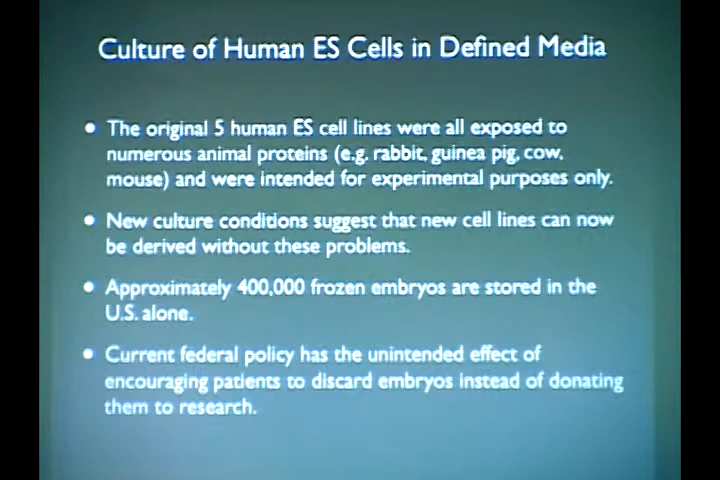 Culture of Human ES Cells in Defined Media
• The original 5 human ES cell lines were all exposed to
numerous animal proteins (e.g. rabbit, guinea pig, cow,
mouse) and were intended for experimental purposes only.
• New culture conditions suggest that new cell lines can now
be derived without these problems.
• Approximately 400,000 frozen embryos are stored in the
U.S. alone.
• Current federal policy has the unintended effect of
encouraging patients to discard embryos instead of donating
them to research.